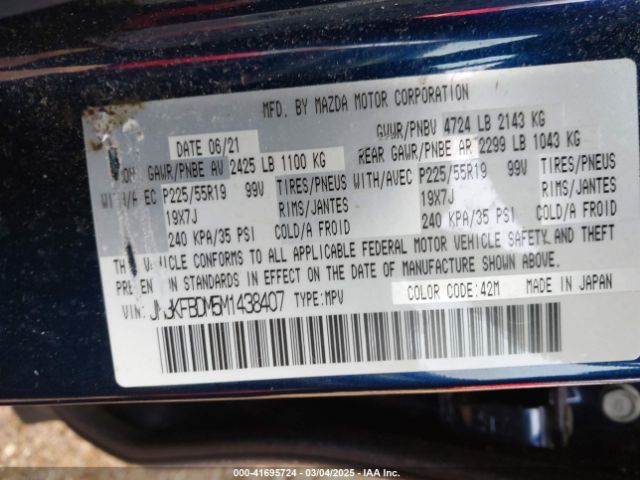 MFD. BY MAZDA MOTOR CORPORATION
DATE 06/21 GVWR/PNBV 4724 LB 2143 KG
GAWR/PNBE AV 2425 LB 1100 KG REAR GAWR/PNBE AR 2299 LB 1043 KG
P225/55R19 99V TIRES/PNEUS WITH/AVEC P225/55R19 99V TIRES/PNEUS
19X7J RIMS/JANTES 19X7J RIMS/JANTES
240 KPA/35 PSI COLD/A FROID 240 KPA/35 PSI COLD/A FROID
VEHICLE CONFORMS TO ALL APPLICABLE FEDERAL MOTOR VEHICLE SAFETY AND THEFT
STANDARDS IN EFFECT ON THE DATE OF MANUFACTURE SHOWN ABOVE.
VIN: KFBDM5M1438407 TYPE:MPV COLOR CODE:42M MADE IN JAPAN
000-41695724 | 03/04/2025 | IAA Inc.